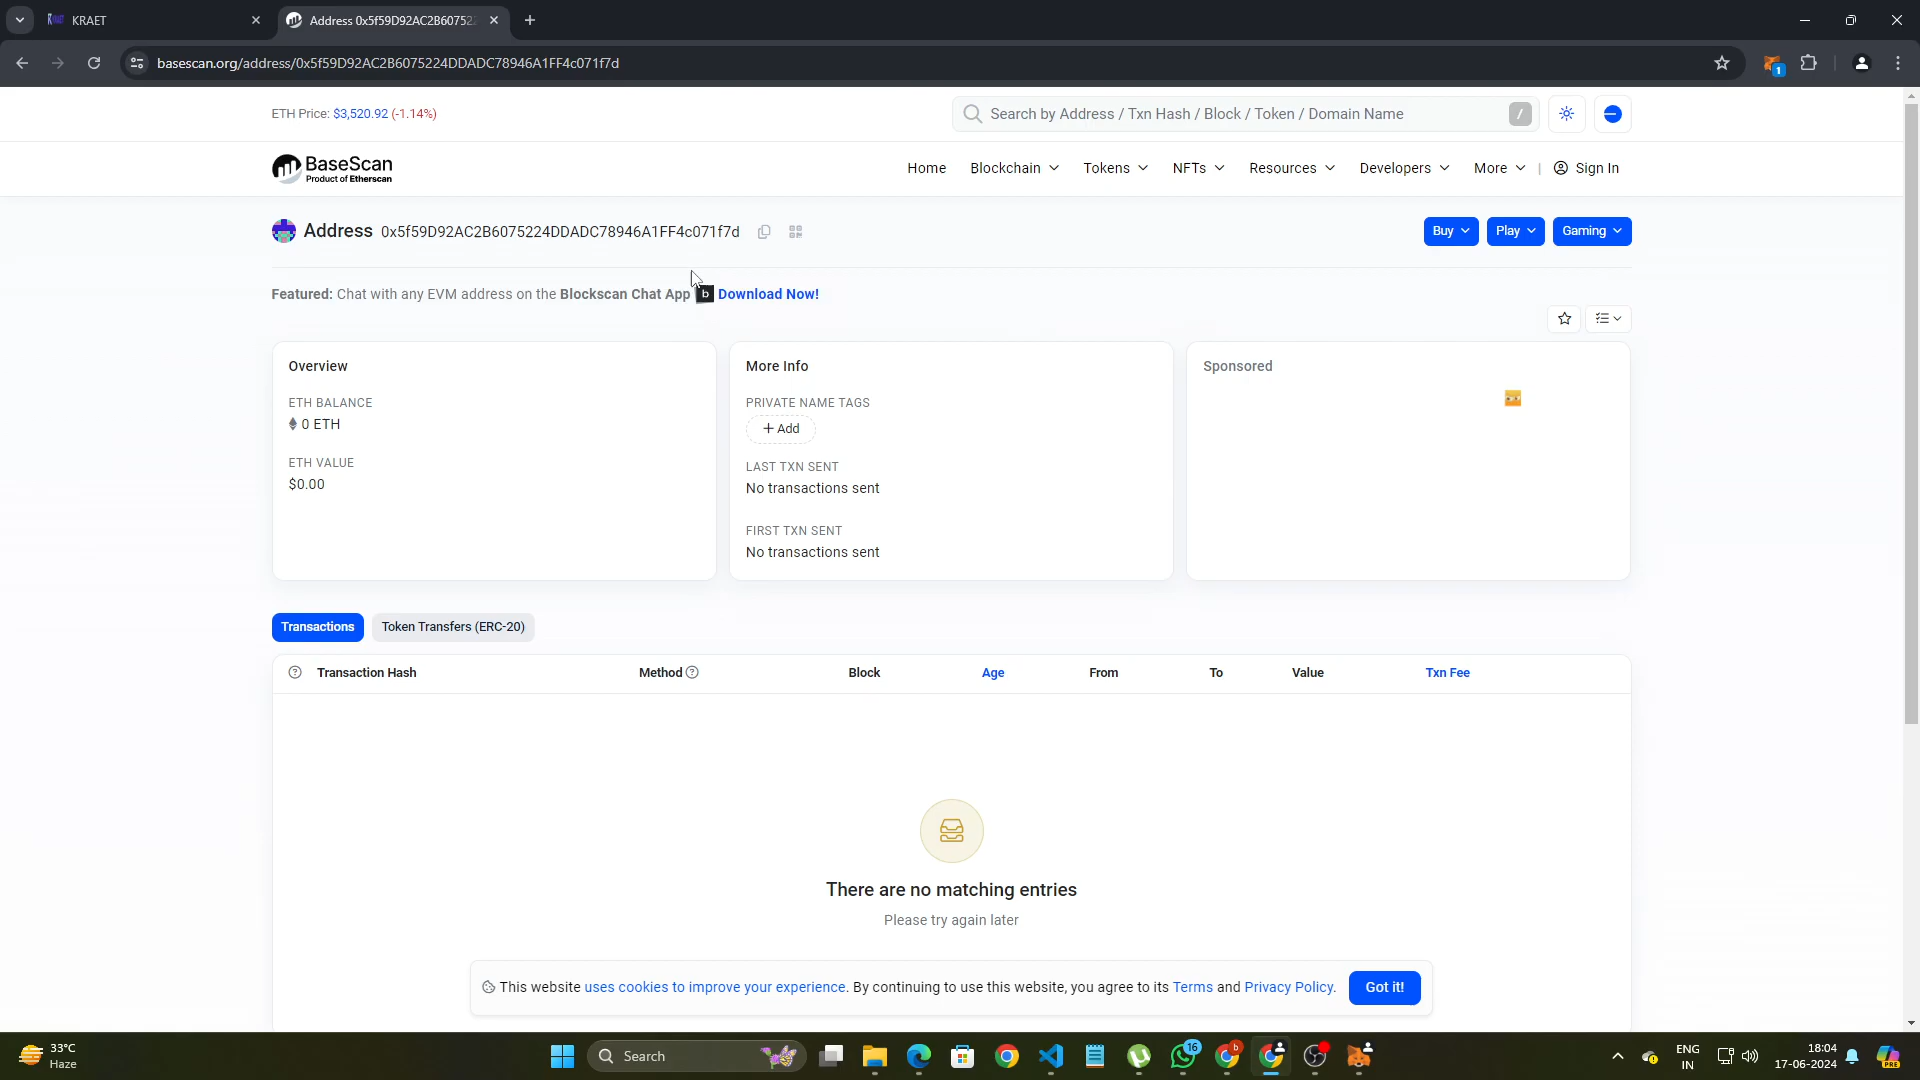 KRAET
Address 0x5f59D92AC2B60752
basescan.org/address/0x5f59D92AC2B6075224DDADC78946A1FF4c071f7d
1
ETH Price: $3,520.92 (-1.14%)
Search by Address / Txn Hash / Block / Token / Domain Name
/
BaseScan
Product of Etherscan
Home Blockchain Tokens NFTs Resources Developers More | Sign In
Address 0x5f59D92AC2B6075224DDADC78946A1FF4c071f7d
Buy Play Gaming
Featured: Chat with any EVM address on the Blockscan Chat App b Download Now!
Overview
ETH BALANCE
0 ETH
ETH VALUE
$0.00
More Info
PRIVATE NAME TAGS
+ Add
LAST TXN SENT
No transactions sent
FIRST TXN SENT
No transactions sent
Sponsored
Transactions Token Transfers (ERC-20)
Transaction Hash Method Block Age From To Value Txn Fee
There are no matching entries
Please try again later
This website uses cookies to improve your experience. By continuing to use this website, you agree to its Terms and Privacy Policy. Got it!
33°C
Haze
Search
16
b
ENG
IN
18:04
17-06-2024
PRE